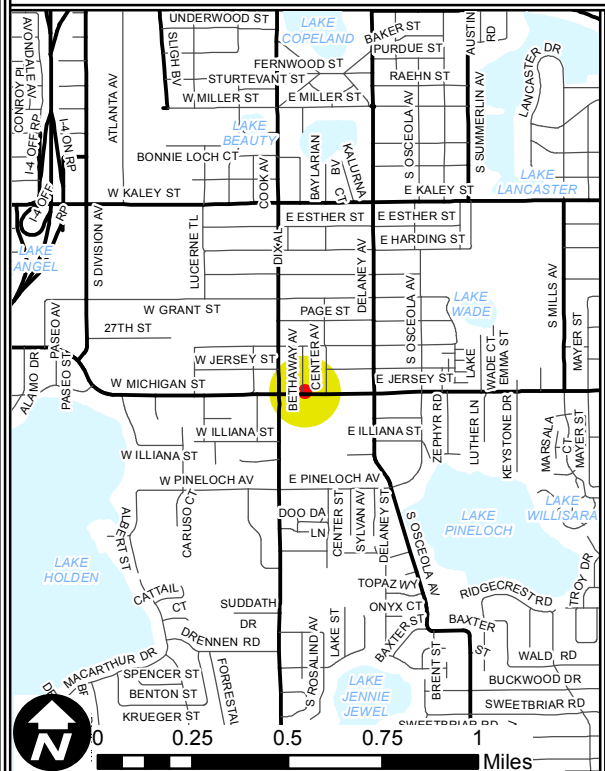 UNDERWOOD ST
LAKE
COPELAND
BAKER ST
AUSTIN
RD
AVONDALE AV
CONROY PL
SLIGH BV
PURDUE ST
FERNWOOD ST
STURTEVANT ST
RAEHN ST
LANCASTER DR
I-4 OFF RP
I-4 ON RP
ATLANTA AV
W MILLER ST
E MILLER ST
S OSCEOLA AV
S SUMMERLIN AV
LAKE
BEAUTY
BONNIE LOCH CT
COOK AV
BAYLARIAN
BV
KALURNA
CT
LAKE
LANCASTER
W KALEY ST
E KALEY ST
I-4 OFF
RP
S DIVISION AV
LUCERNE TL
DIXAL
E ESTHER ST
E ESTHER ST
E HARDING ST
LAKE
ANGEL
DELANEY AV
S OSCEOLA AV
LAKE
WADE
S MILLS AV
W GRANT ST
PAGE ST
27TH ST
PASEO AV
PASEO ST
ALAMO DR
W JERSEY ST
BETHAWAY AV
CENTER AV
E JERSEY ST
LAKE
WADE CT
EMMA ST
MAYER ST
W MICHIGAN ST
W ILLIANA ST
E ILLIANA ST
ZEPHYR RD
LUTHER LN
KEYSTONE DR
MARSALA
CT
MAYER ST
W ILLIANA ST
W PINELOCH AV
E PINELOCH AV
ALBERT ST
CARUSO CT
DOO DA
LN
CENTER ST
SYLVAN AV
DELANEY ST
S OSCEOLA AV
LAKE
PINELOCH
LAKE
WILLISARA
LAKE
HOLDEN
CATTAIL
CT
SUDDATH
DR
TOPAZ WY
ONYX CT
RIDGECREST RD
TROY DR
DRENNEN RD
S ROSALIND AV
LAKE ST
BAXTER ST
BAXTER
ST
BRENT ST
WALD RD
MACARTHUR DR
SPENCER ST
BENTON ST
KRUEGER ST
FORRESTAL
LAKE
JENNIE
JEWEL
BUCKWOOD DR
SWEETBRIAR RD
SWEETBRIAR RD
DR
BR
N
0 0.25 0.5 0.75 1
Miles